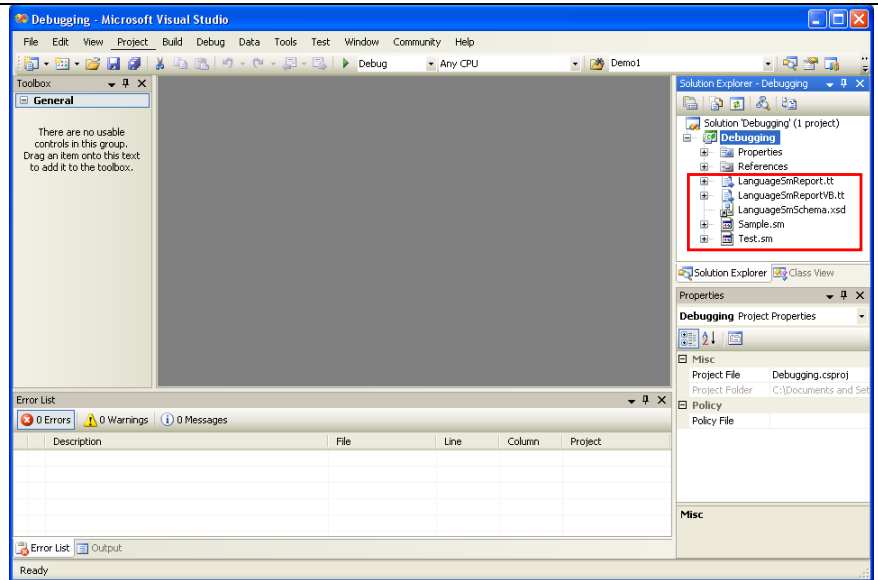 Debugging - Microsoft Visual Studio
File Edit View Project Build Debug Data Tools Test Window Community Help
Debug Any CPU Demo1
Toolbox
General
There are no usable
controls in this group.
Drag an item onto this text
to add it to the toolbox.
Solution Explorer - Debugging
Solution 'Debugging' (1 project)
Debugging
Properties
References
LanguageSmReport.tt
LanguageSmReportVB.tt
LanguageSmSchema.xsd
Sample.sm
Test.sm
Solution Explorer Class View
Properties
Debugging Project Properties
Misc
Project File Debugging.csproj
Project Folder C:\Documents and Set
Policy
Policy File
Misc
Error List
0 Errors 0 Warnings 0 Messages
Description File Line Column Project
Error List Output
Ready